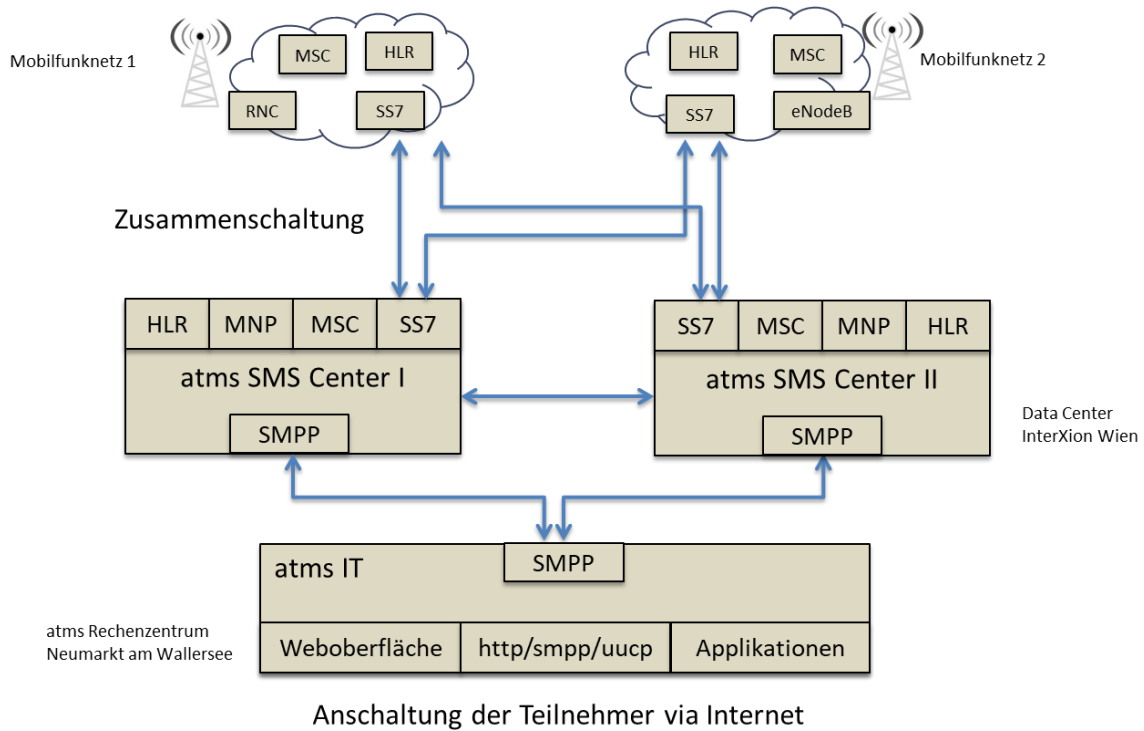 Mobilfunknetz 1
MSC
HLR
RNC
SS7
HLR
MSC
SS7
eNodeB
Mobilfunknetz 2
Zusammenschaltung
HLR
MNP
MSC
SS7
atms SMS Center I
SMPP
SS7
MSC
MNP
HLR
atms SMS Center II
SMPP
Data Center
InterXion Wien
atms IT
SMPP
atms Rechenzentrum
Neumarkt am Wallersee
Weboberfläche
http/smpp/uucp
Applikationen
Anschaltung der Teilnehmer via Internet